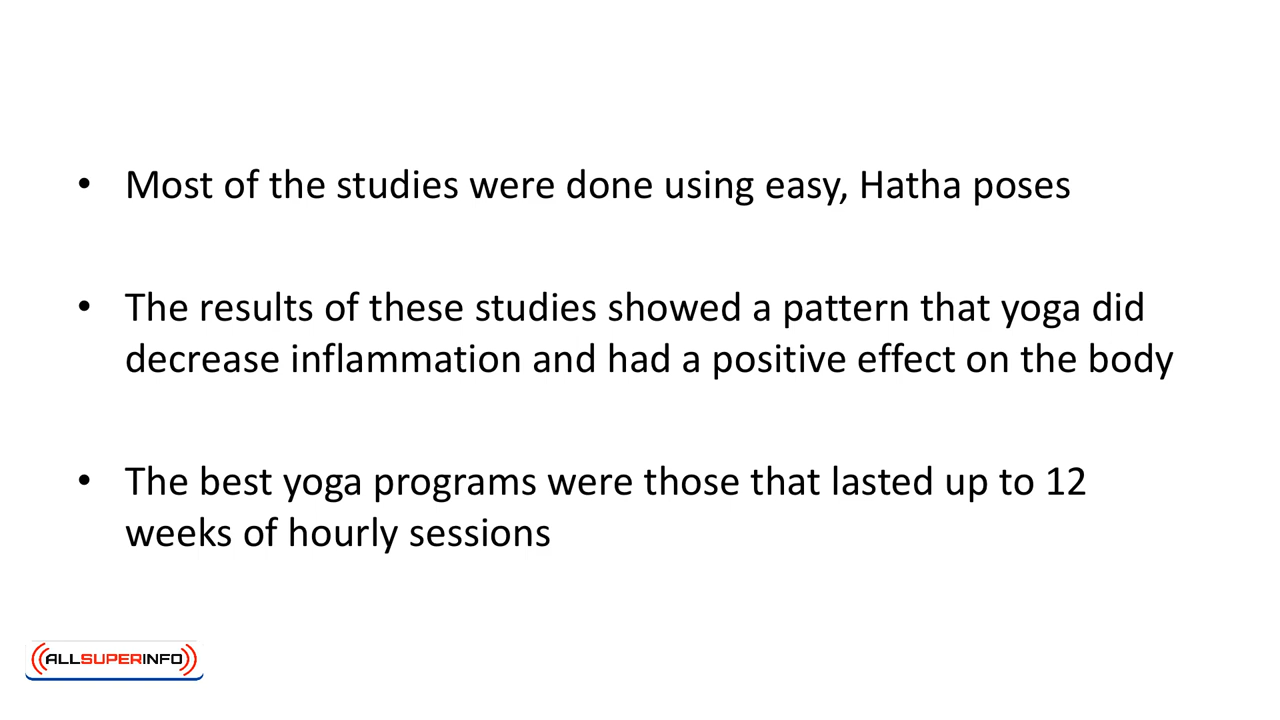 • Most of the studies were done using easy, Hatha poses
• The results of these studies showed a pattern that yoga did
decrease inflammation and had a positive effect on the body
• The best yoga programs were those that lasted up to 12
weeks of hourly sessions
ALLSUPERINFO